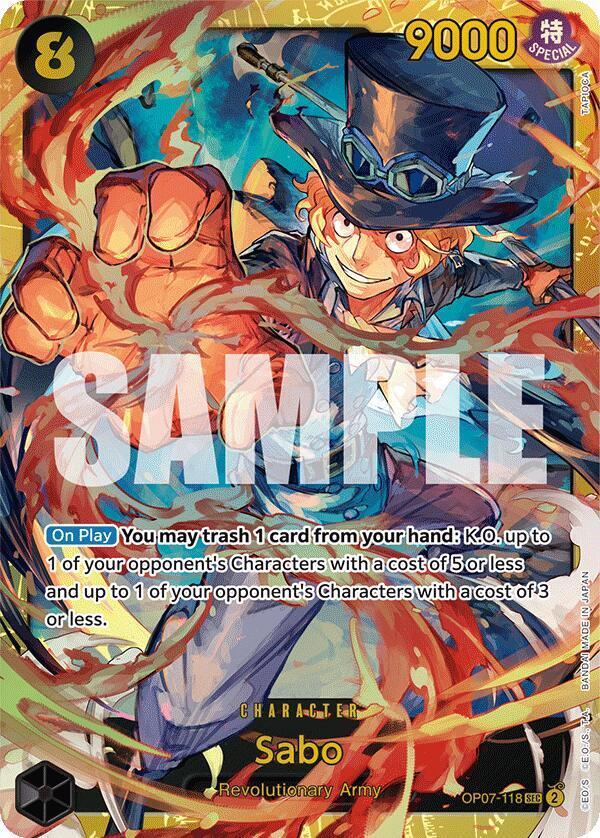 8
9000
特
SPECIAL
TAPIOCA
SAMPLE
On Play You may trash 1 card from your hand: K.O. up to
1 of your opponent's Characters with a cost of 5 or less
and up to 1 of your opponent's Characters with a cost of 3
or less.
CHARACTER
Sabo
Revolutionary Army
OP07-118 SEC 2
©EO/S ©E.O./S., T.A. BANDAI MADE IN JAPAN